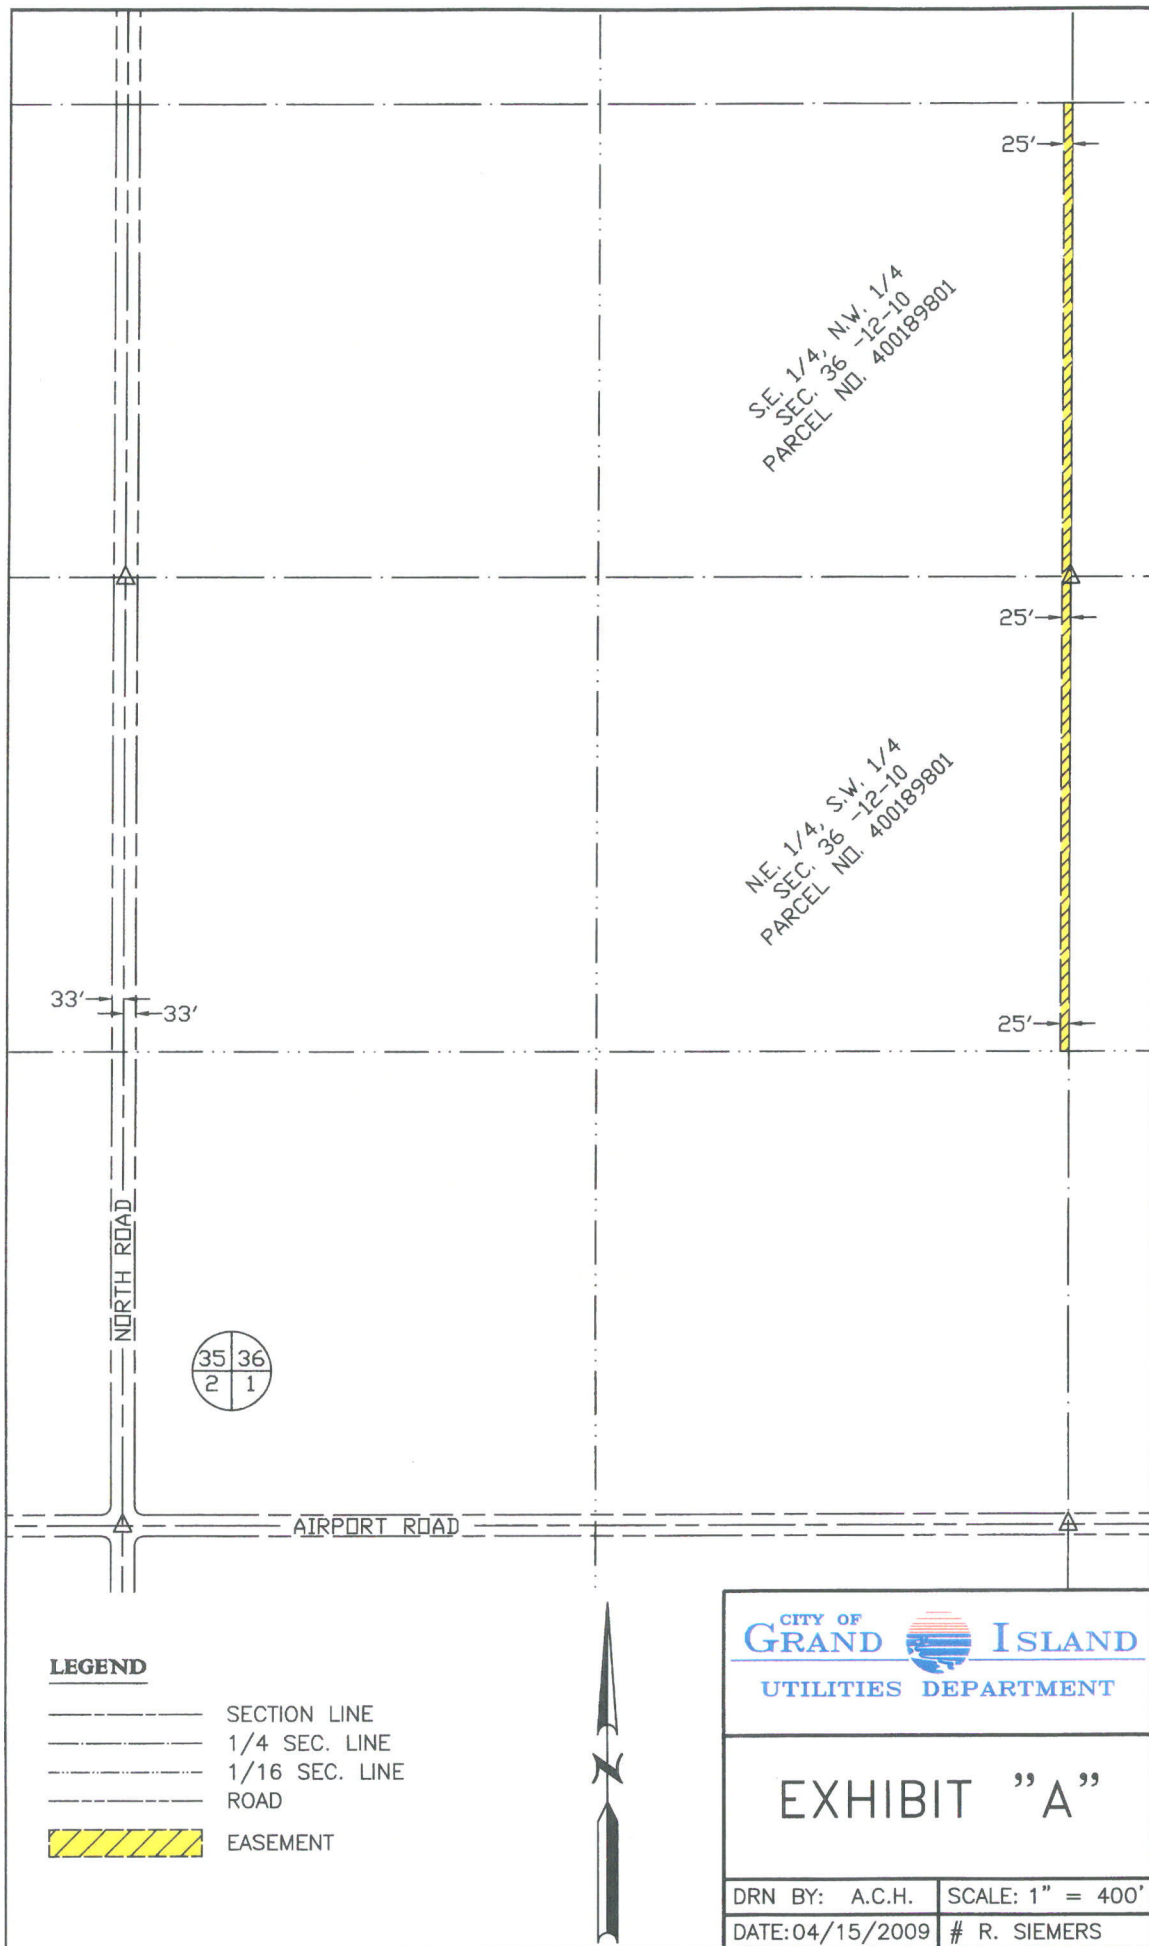 25'
S.E. 1/4, N.W. 1/4
SEC. 36 -12-10
PARCEL NO. 400189801
25'
N.E. 1/4, S.W. 1/4
SEC. 36 -12-10
PARCEL NO. 400189801
33'
33'
25'
NORTH ROAD
35 36
2 1
AIRPORT ROAD
LEGEND
SECTION LINE
1/4 SEC. LINE
1/16 SEC. LINE
ROAD
EASEMENT
N
CITY OF
GRAND ISLAND
UTILITIES DEPARTMENT
EXHIBIT "A"
DRN BY: A.C.H.
SCALE: 1" = 400'
DATE: 04/15/2009
# R. SIEMERS